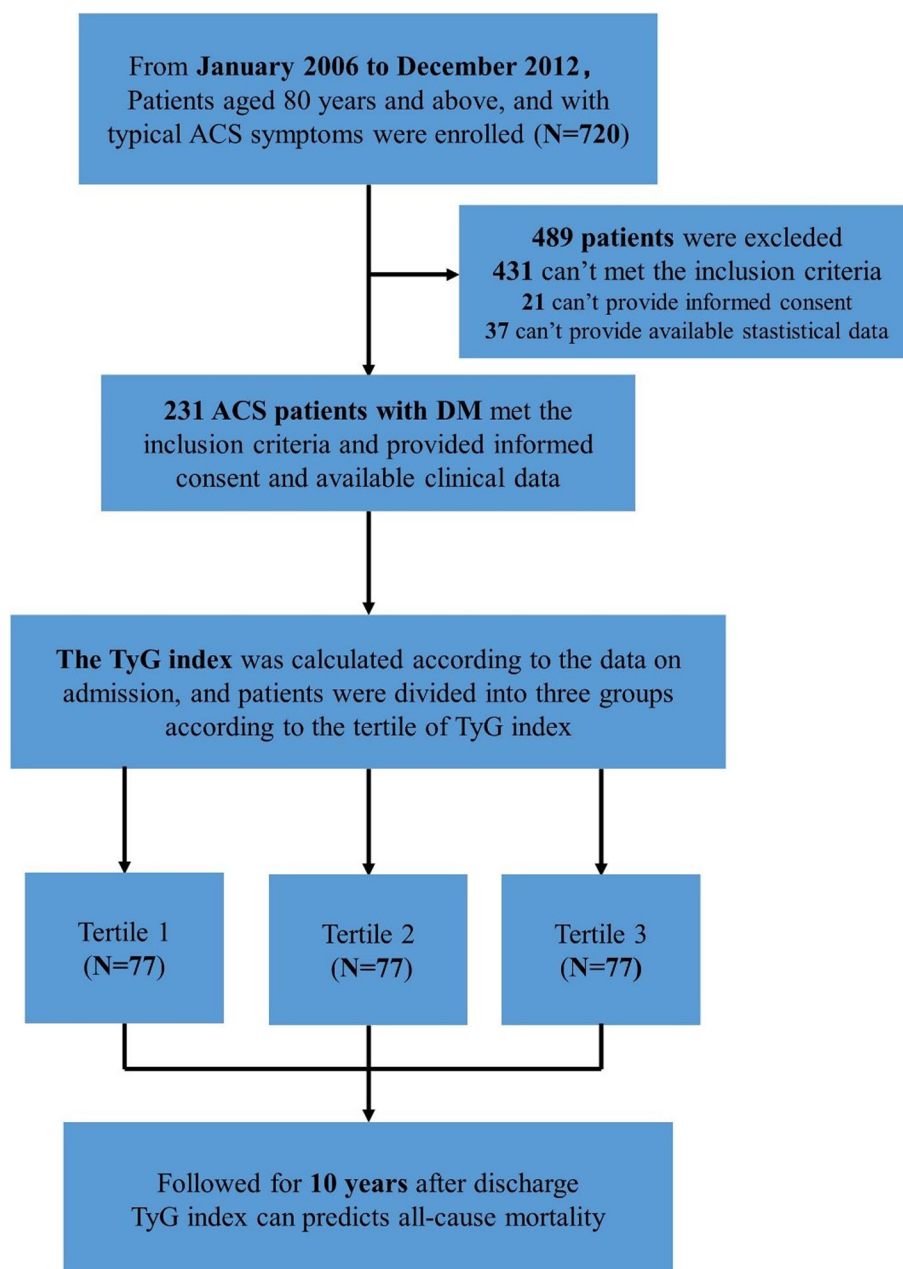 From January 2006 to December 2012,
Patients aged 80 years and above, and with
typical ACS symptoms were enrolled (N=720)
489 patients were excleded
431 can't met the inclusion criteria
21 can't provide informed consent
37 can't provide available stastistical data
231 ACS patients with DM met the
inclusion criteria and provided informed
consent and available clinical data
The TyG index was calculated according to the data on
admission, and patients were divided into three groups
according to the tertile of TyG index
Tertile 1
(N=77)
Tertile 2
(N=77)
Tertile 3
(N=77)
Followed for 10 years after discharge
TyG index can predicts all-cause mortality